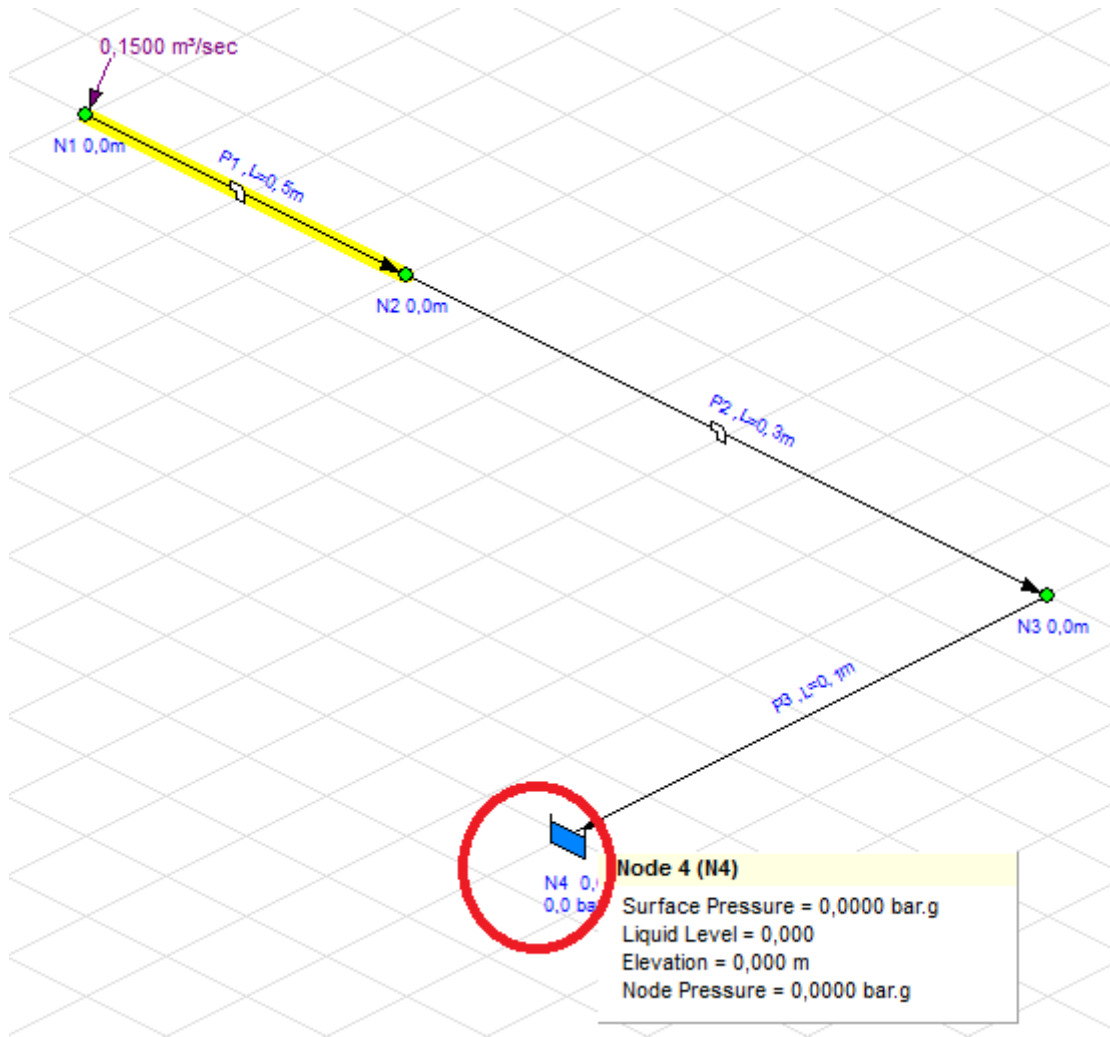 0,1500 m³/sec
N1 0,0m
P1 ,L=0, 5m
N2 0,0m
P2 ,L=0, 3m
N3 0,0m
P3 ,L=0, 1m
N4 0,
0,0 ba
Node 4 (N4)
Surface Pressure = 0,0000 bar.g
Liquid Level = 0,000
Elevation = 0,000 m
Node Pressure = 0,0000 bar.g